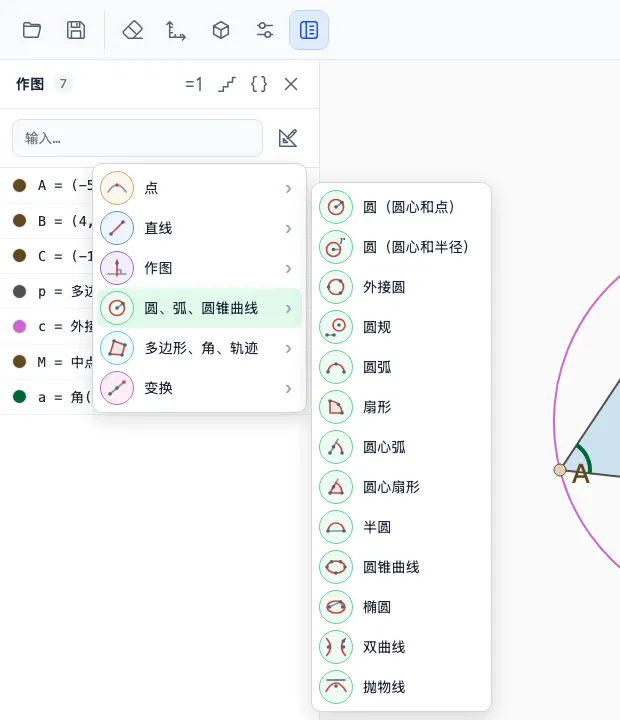 作图 7
=1
{}
输入…
A = (−5
B = (4,
C = (−1
p = 多边
c = 外接
M = 中点
a = 角(
点
直线
作图
圆、弧、圆锥曲线
多边形、角、轨迹
变换
圆（圆心和点）
r
圆（圆心和半径）
外接圆
圆规
圆弧
扇形
圆心弧
圆心扇形
半圆
圆锥曲线
椭圆
双曲线
抛物线
A